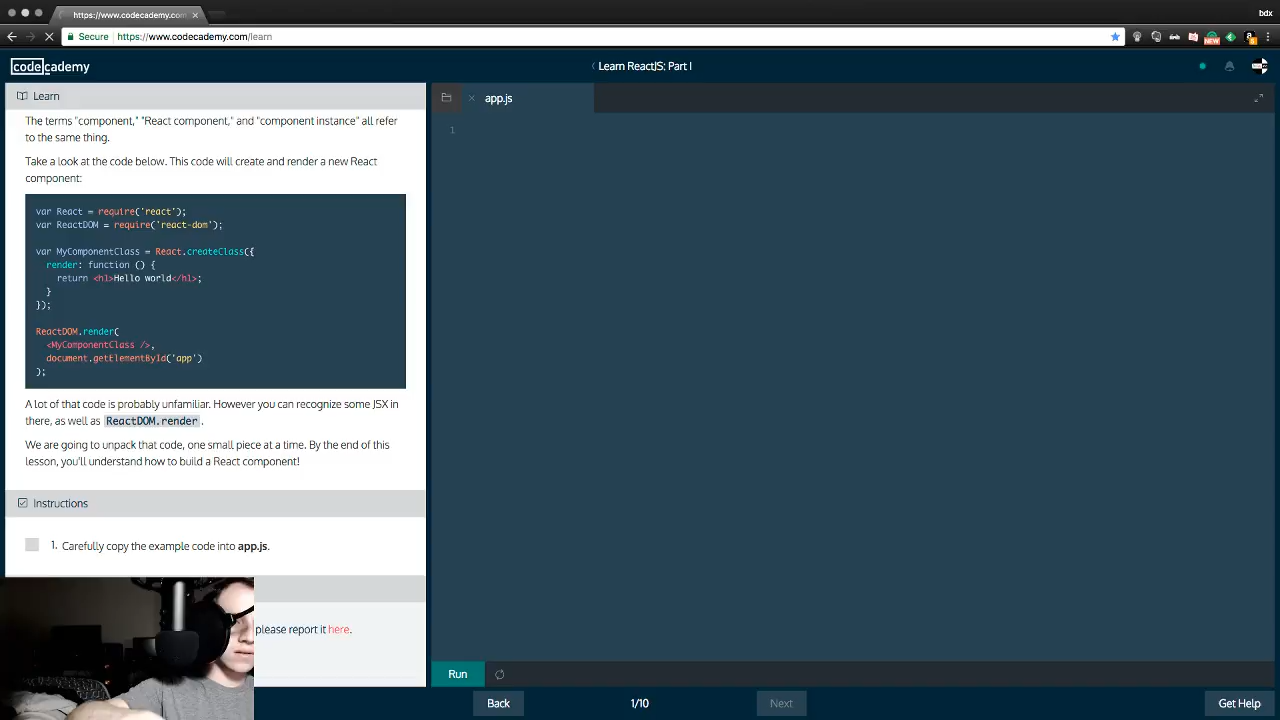 https://www.codecademy.com
bdx
Secure https://www.codecademy.com/learn
NEW
codecademy
Learn ReactJS: Part I
Learn
app.js
The terms "component," "React component," and "component instance" all refer
to the same thing.
Take a look at the code below. This code will create and render a new React
component:
var React = require('react');
var ReactDOM = require('react-dom');
var MyComponentClass = React.createClass({
render: function () {
return <h1>Hello world</h1>;
}
});
ReactDOM.render(
<MyComponentClass />,
document.getElementById('app')
);
A lot of that code is probably unfamiliar. However you can recognize some JSX in
there, as well as ReactDOM.render.
We are going to unpack that code, one small piece at a time. By the end of this
lesson, you'll understand how to build a React component!
Instructions
1. Carefully copy the example code into app.js.
please report it here.
1
Run
Back
1/10
Next
Get Help